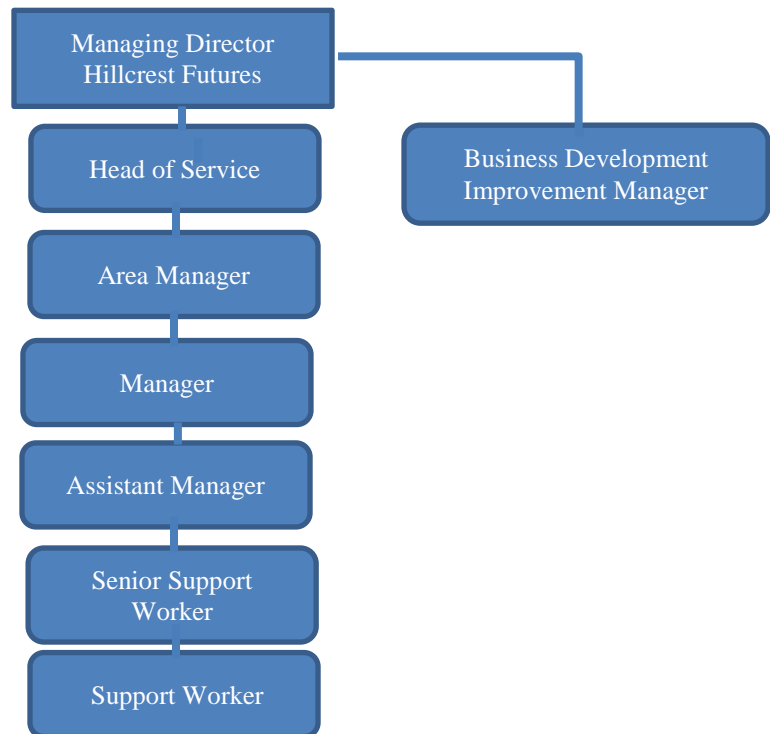 Managing Director
Hillcrest Futures
Head of Service
Business Development
Improvement Manager
Area Manager
Manager
Assistant Manager
Senior Support
Worker
Support Worker